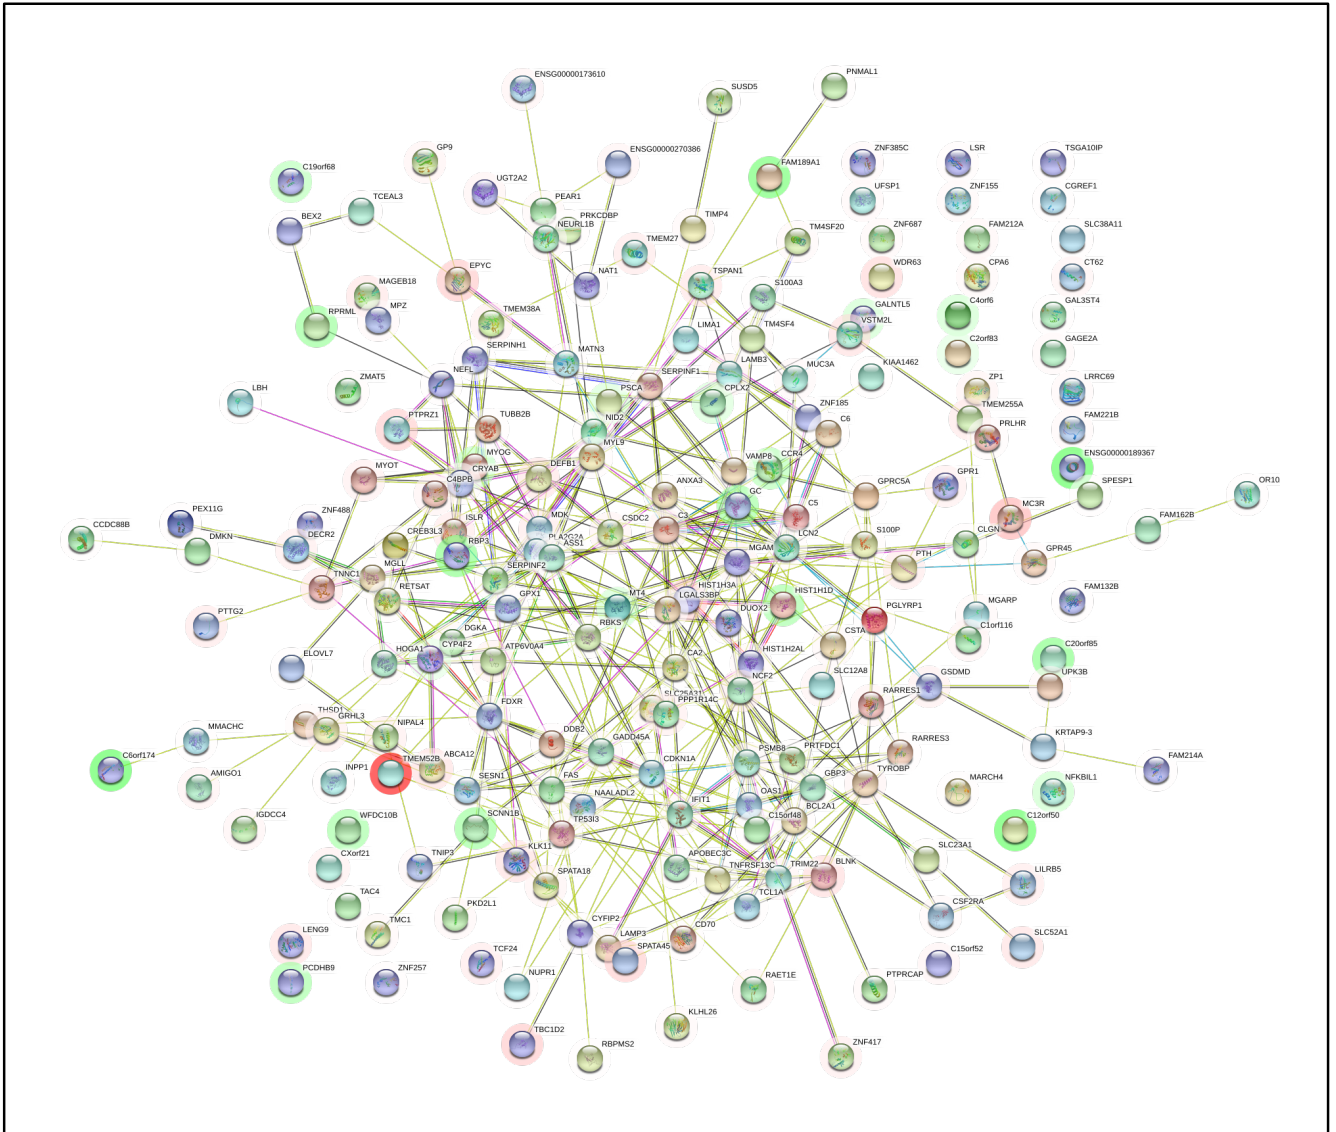 ENSG00000173610
SUSD5
PNMAL1
GP9
ENSG00000270386
FAM189A1
ZNF385C
LSR
TSGA10IP
C19orf68
UGT2A2
PEAR1
TCEAL3
UFSP1
ZNF155
CGREF1
BEX2
PRKCDBP
NEURL1B
TIMP4
TM4SF20
ZNF687
FAM212A
SLC38A11
TMEM27
EPYC
NAT1
TSPAN1
WDR63
CPA6
CT62
MAGEB18
S100A3
RPRML
MPZ
TMEM38A
GALNTL5
VSTM2L
C4orf6
GAL3ST4
LIMA1
TM4SF4
SERPINH1
MATN3
C2orf83
GAGE2A
NEFL
SERPINF1
LAMB3
MUC3A
KIAA1462
LBH
ZMAT5
PSCA
CPLX2
ZP1
LRRC69
PTPRZ1
TUBB2B
NID2
ZNF185
C6
TMEM255A
FAM221B
PRLHR
MYL9
MYOG
MYOT
CRYAB
DEFB1
VAMP8
CCR4
ENSG00000189367
C4BPB
ANXA3
GC
GPRC5A
GPR1
SPESP1
OR10
PEX11G
ZNF488
ISLR
MDK
CSDC2
C3
C5
MC3R
FAM162B
CCDC88B
DMKN
DECR2
CREB3L3
RBP3
PLA2G2A
ASS1
LCN2
S100P
CLGN
MGAM
PTH
GPR45
TNNC1
MGLL
SERPINF2
RETSAT
GPX1
MT4
HIST1H3A
LGALS3BP
HIST1H1D
FAM132B
PTTG2
DUOX2
PGLYRP1
MGARP
C1orf116
DGKA
RBKS
CSTA
ELOVL7
HOGA1
CYP4F2
ATP6V0A4
CA2
HIST1H2AL
C20orf85
SLC12A8
GSDMD
UPK3B
NCF2
THSD1
GRHL3
FDXR
SLC25A31
PPP1R14C
RARRES1
MMACHC
NIPAL4
KRTAP9-3
C6orf174
DDB2
GADD45A
RARRES3
FAM214A
TMEM52B
ABCA12
PSMB8
PRTFDC1
AMIGO1
INPP1
SESN1
FAS
CDKN1A
GBP3
TYROBP
MARCH4
NFKBIL1
IGDCC4
WFDC10B
SCNN1B
NAALADL2
IFIT1
OAS1
BCL2A1
C12orf50
TP53I3
C15orf48
CXorf21
TNIP3
KLK11
APOBEC3C
SLC23A1
SPATA18
TNFRSF13C
TRIM22
BLNK
LILRB5
TAC4
TCL1A
CSF2RA
PKD2L1
TMC1
CYFIP2
LENG9
LAMP3
CD70
SLC52A1
SPATA45
TCF24
C15orf52
PCDHB9
ZNF257
NUPR1
RAET1E
PTPRCAP
KLHL26
TBC1D2
RBPMS2
ZNF417